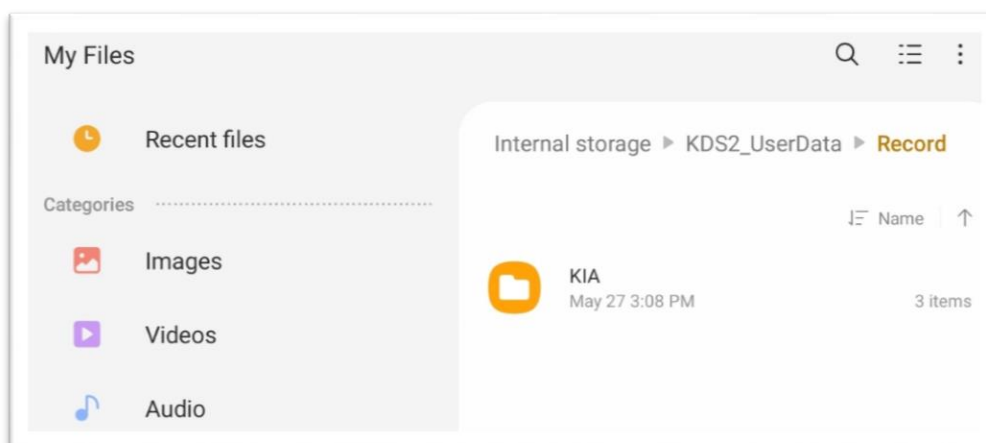 My Files
Recent files
Categories
Images
Videos
Audio
Internal storage ▶ KDS2_UserData ▶ Record
Name
KIA
May 27 3:08 PM
3 items